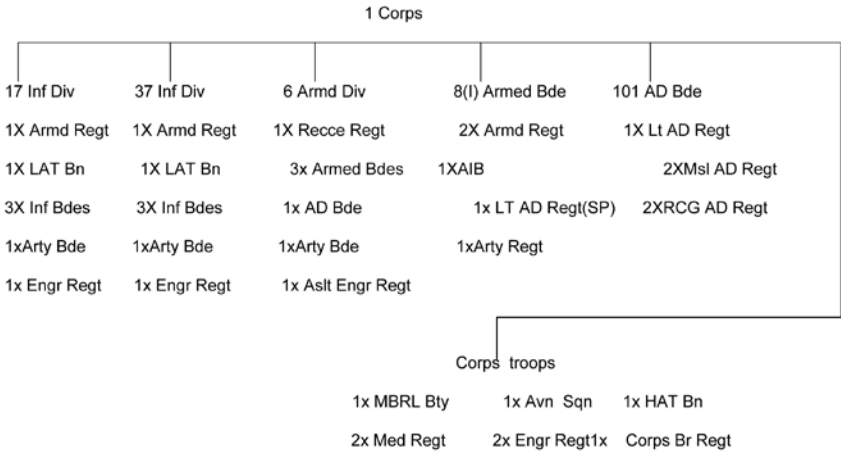 1 Corps
17 Inf Div 37 Inf Div 6 Armd Div 8(I) Armed Bde 101 AD Bde
1X Armd Regt 1X Armd Regt 1X Recce Regt 2X Armd Regt 1X Lt AD Regt
1X LAT Bn 1X LAT Bn 3x Armed Bdes 1XAIB 2XMsl AD Regt
3X Inf Bdes 3X Inf Bdes 1x AD Bde 1x LT AD Regt(SP) 2XRCG AD Regt
1xArty Bde 1xArty Bde 1xArty Bde 1xArty Regt
1x Engr Regt 1x Engr Regt 1x Aslt Engr Regt
Corps troops
1x MBRL Bty 1x Avn Sqn 1x HAT Bn
2x Med Regt 2x Engr Regt1x Corps Br Regt